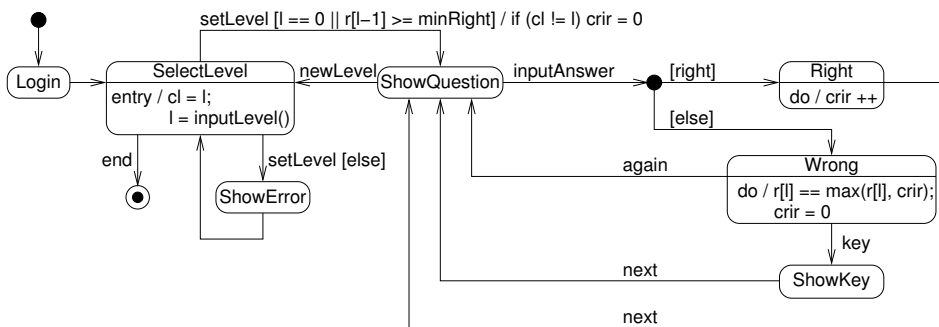 setLevel [l == 0 || r[l−1] >= minRight] / if (cl != l) crir = 0
Login
SelectLevel
entry / cl = l;
l = inputLevel()
newLevel
ShowQuestion
inputAnswer
[right]
Right
do / crir ++
[else]
end
setLevel [else]
ShowError
again
Wrong
do / r[l] == max(r[l], crir);
crir = 0
key
next
ShowKey
next